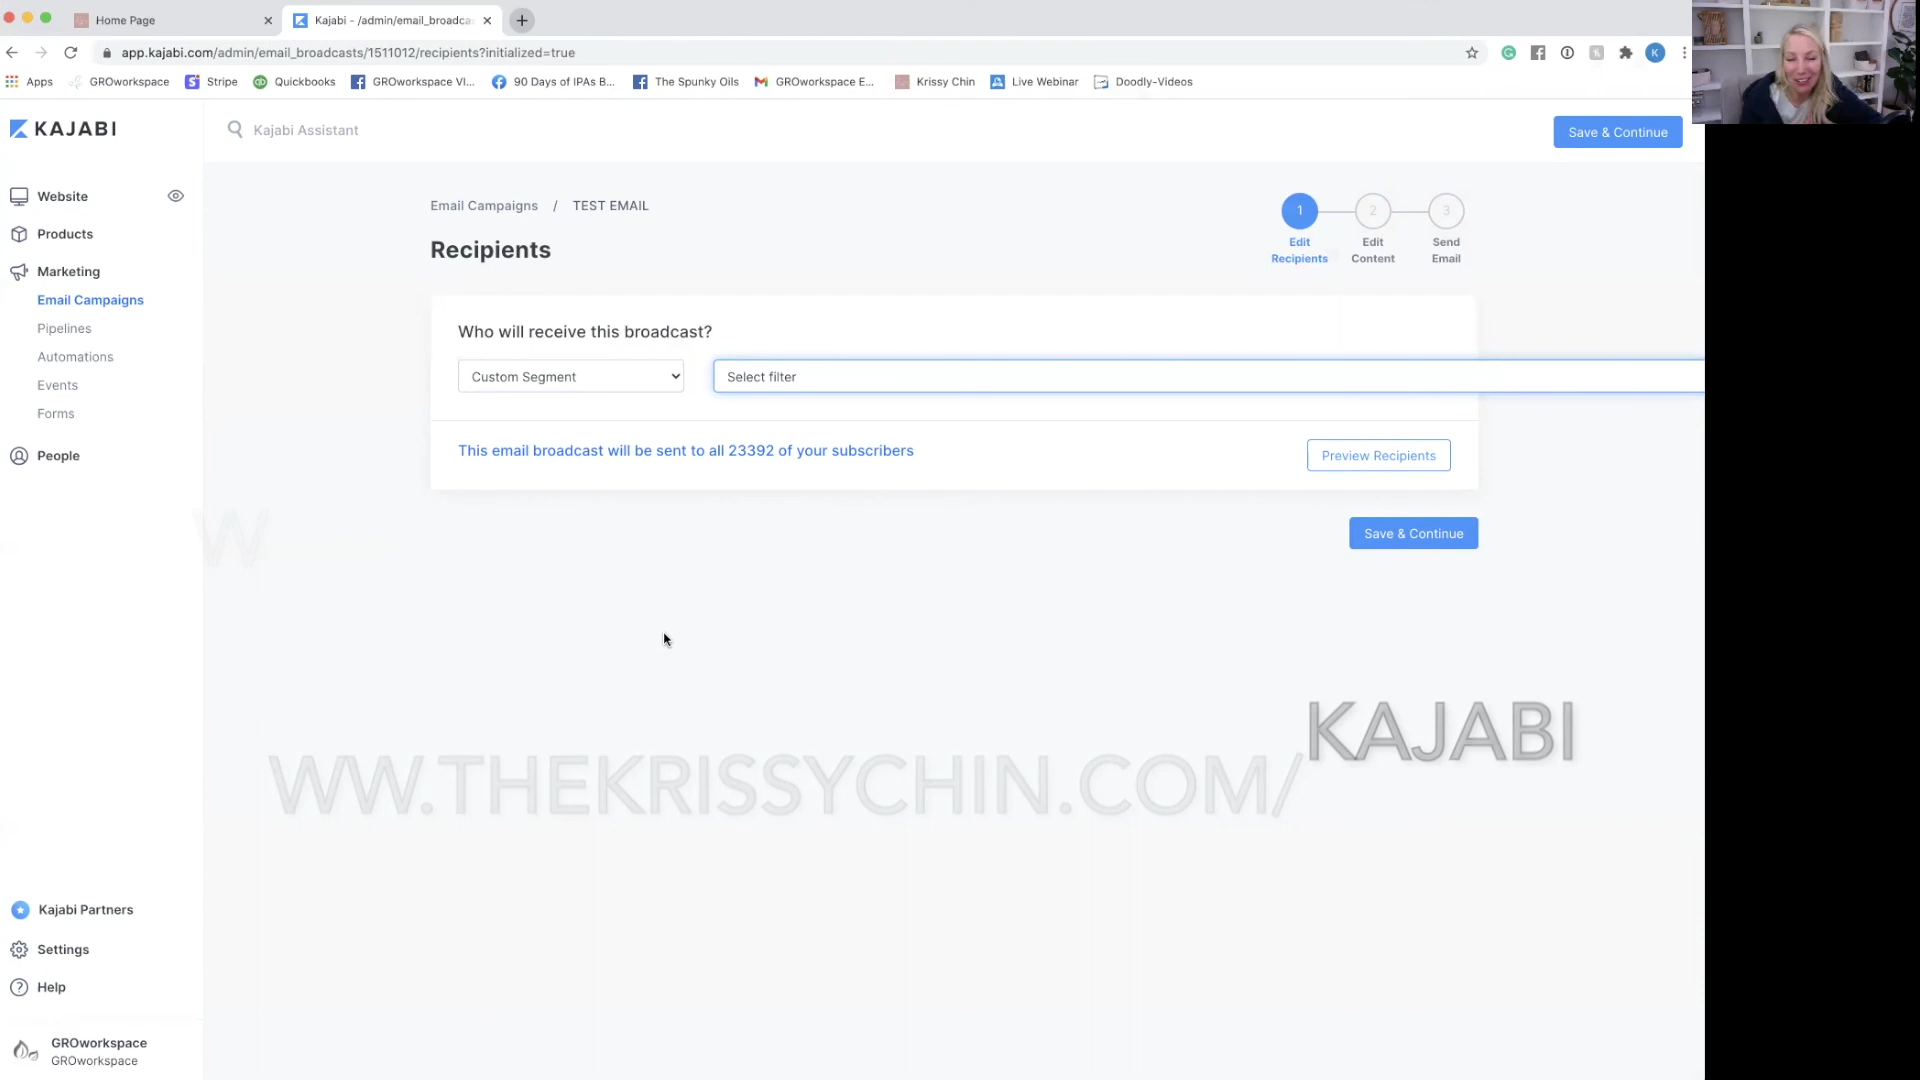 Home Page
Kajabi - /admin/email_broadca
app.kajabi.com/admin/email_broadcasts/1511012/recipients?initialized=true
K
Apps
GROworkspace
Stripe
Quickbooks
GROworkspace VI...
90 Days of IPAs B...
The Spunky Oils
GROworkspace E...
Krissy Chin
Live Webinar
Doodly-Videos
KAJABI
Kajabi Assistant
Save & Continue
Website
Products
Marketing
Email Campaigns
Pipelines
Automations
Events
Forms
People
Email Campaigns / TEST EMAIL
Recipients
1
2
3
Edit Recipients
Edit Content
Send Email
Who will receive this broadcast?
Custom Segment
Select filter
This email broadcast will be sent to all 23392 of your subscribers
Preview Recipients
Save & Continue
W
WW.THEKRISSYCHIN.COM/
KAJABI
Kajabi Partners
Settings
Help
GROworkspace
GROworkspace